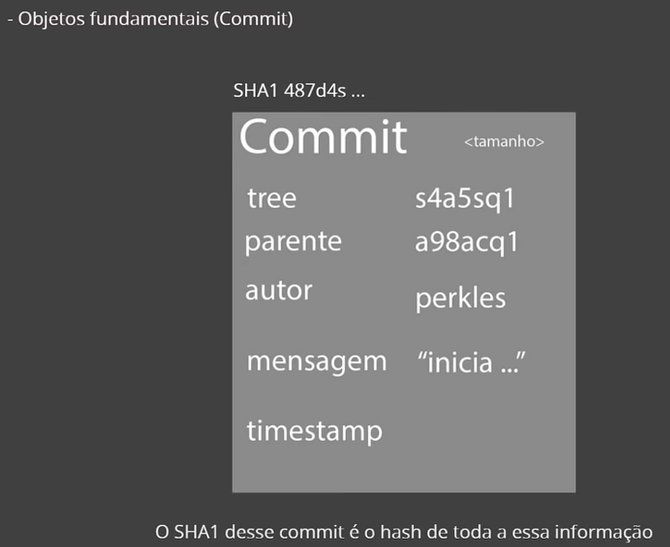 - Objetos fundamentais (Commit)
SHA1 487d4s ...
Commit <tamanho>
tree s4a5sq1
parente a98acq1
autor perkles
mensagem “inicia ...”
timestamp
O SHA1 desse commit é o hash de toda a essa informação